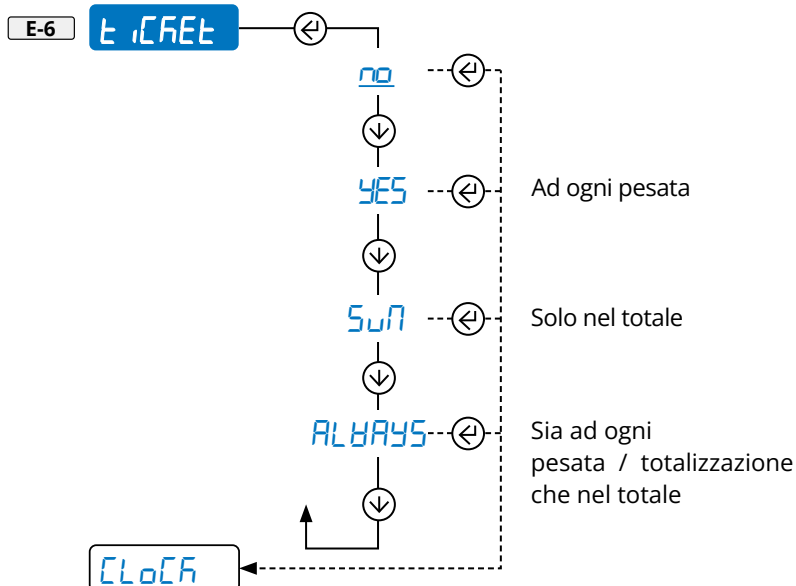 E-6 tiCKEt
no
YES Ad ogni pesata
SuM Solo nel totale
ALWAYS Sia ad ogni
pesata / totalizzazione
che nel totale
CLoCK